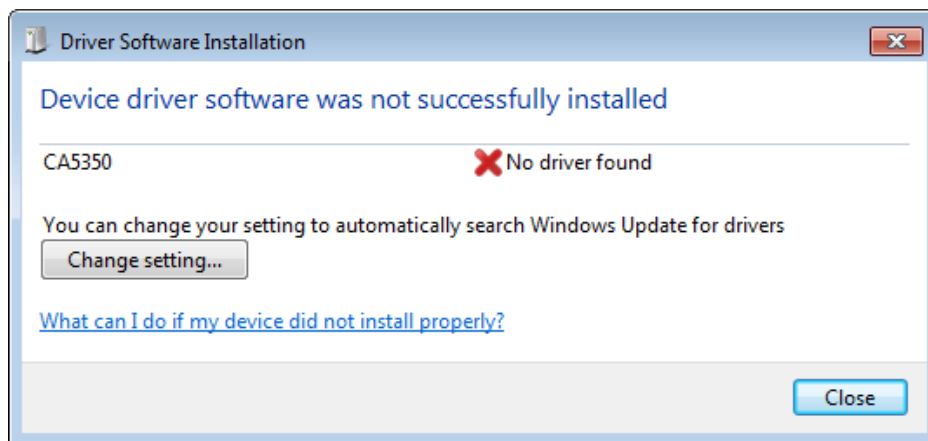 Driver Software Installation
Device driver software was not successfully installed
CA5350 No driver found
You can change your setting to automatically search Windows Update for drivers
Change setting...
What can I do if my device did not install properly?
Close